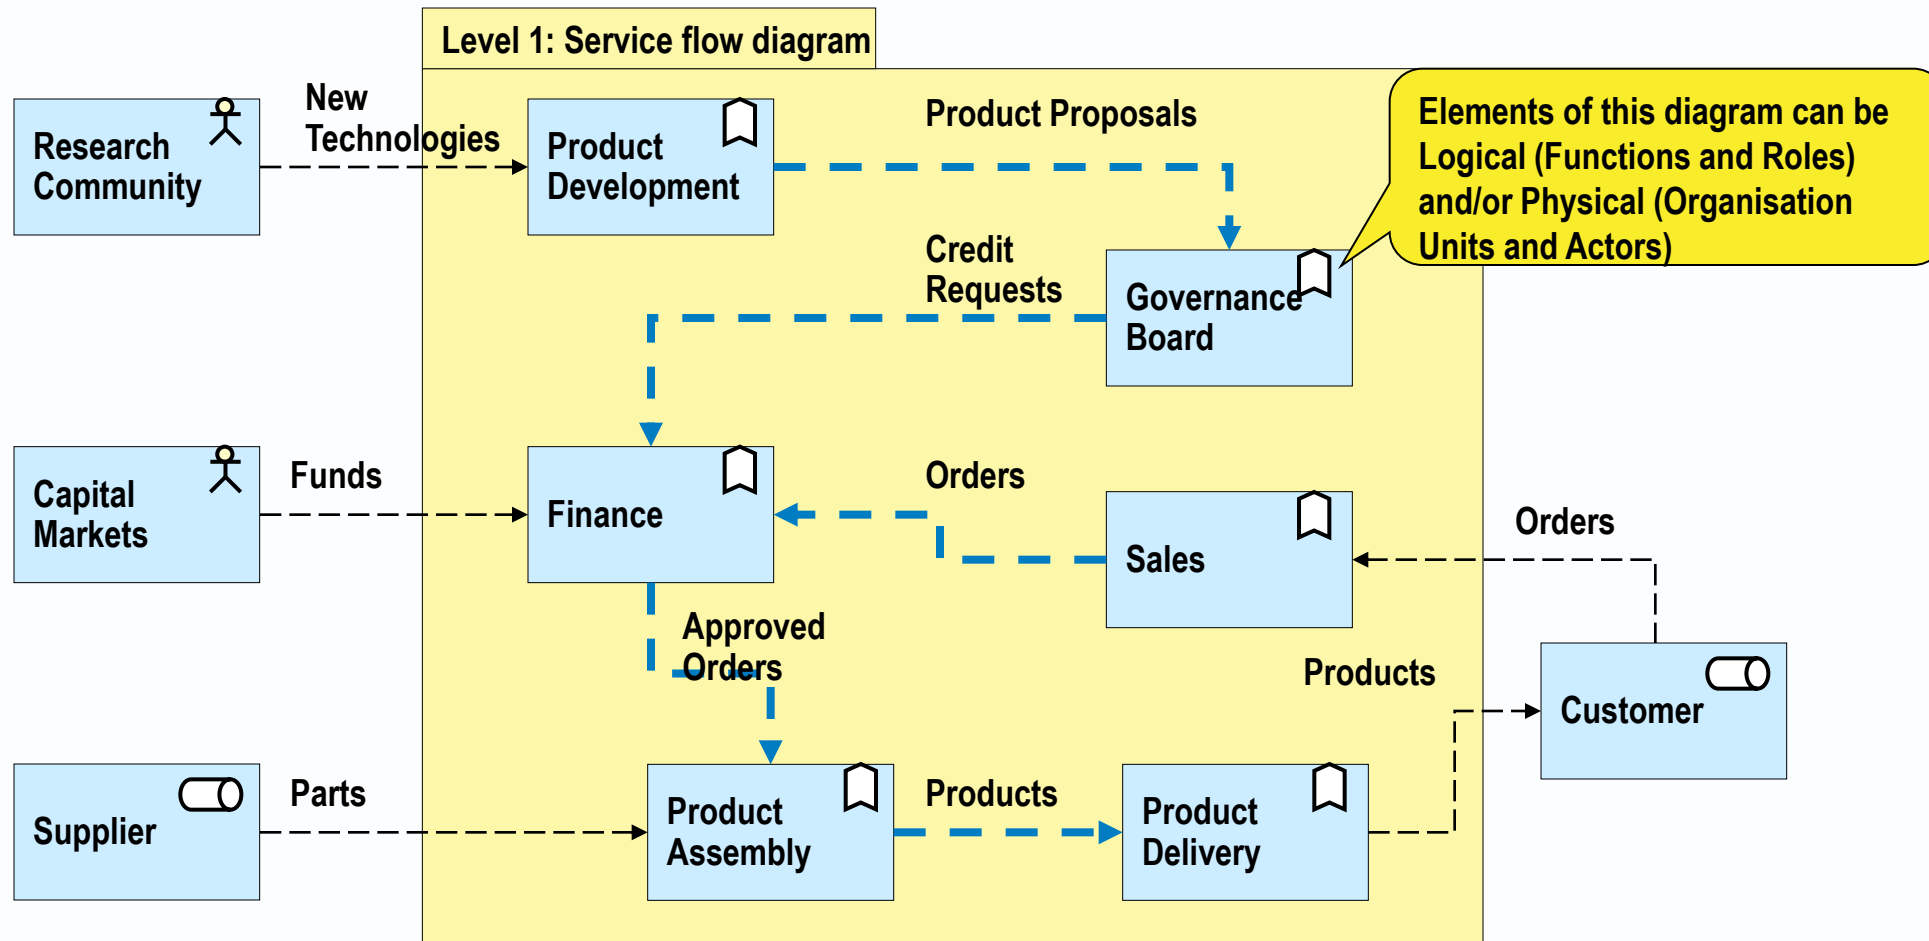 Level 1: Service flow diagram
New
Technologies
Research
Community
Product
Development
Product Proposals
Elements of this diagram can be
Logical (Functions and Roles)
and/or Physical (Organisation
Units and Actors)
Credit
Requests
Governance
Board
Capital
Markets
Funds
Finance
Orders
Sales
Orders
Approved
Orders
Products
Customer
Supplier
Parts
Product
Assembly
Products
Product
Delivery